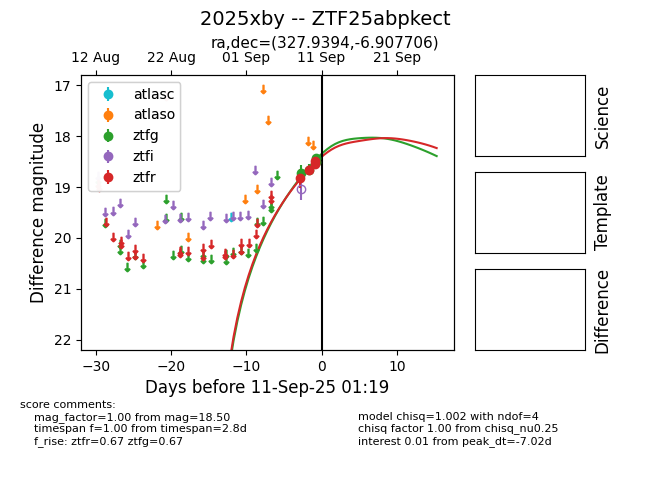 2025xby -- ZTF25abpkect
ra,dec=(327.9394,-6.907706)
12 Aug 22 Aug 01 Sep 11 Sep 21 Sep
atlasc
atlaso
ztfg
ztfi
ztfr
17
18
19
20
21
22
Difference magnitude
−30 −20 −10 0 10
Days before 11-Sep-25 01:19
Science
Template
Difference
score comments:
mag_factor=1.00 from mag=18.50
timespan f=1.00 from timespan=2.8d
f_rise: ztfr=0.67 ztfg=0.67
model chisq=1.002 with ndof=4
chisq factor 1.00 from chisq_nu0.25
interest 0.01 from peak_dt=-7.02d